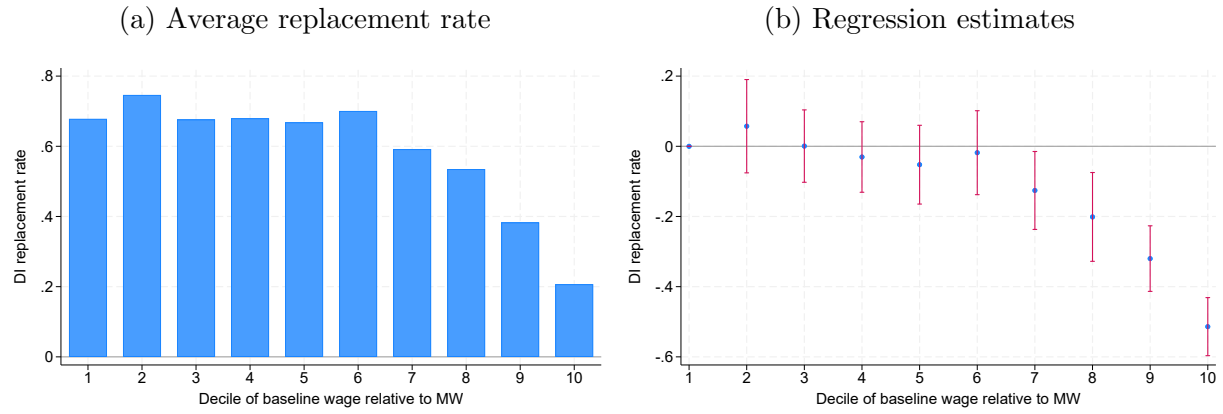 (a) Average replacement rate
DI replacement rate
.8
.6
.4
.2
0
1 2 3 4 5 6 7 8 9 10
Decile of baseline wage relative to MW
(b) Regression estimates
DI replacement rate
.2
0
-.2
-.4
-.6
1 2 3 4 5 6 7 8 9 10
Decile of baseline wage relative to MW